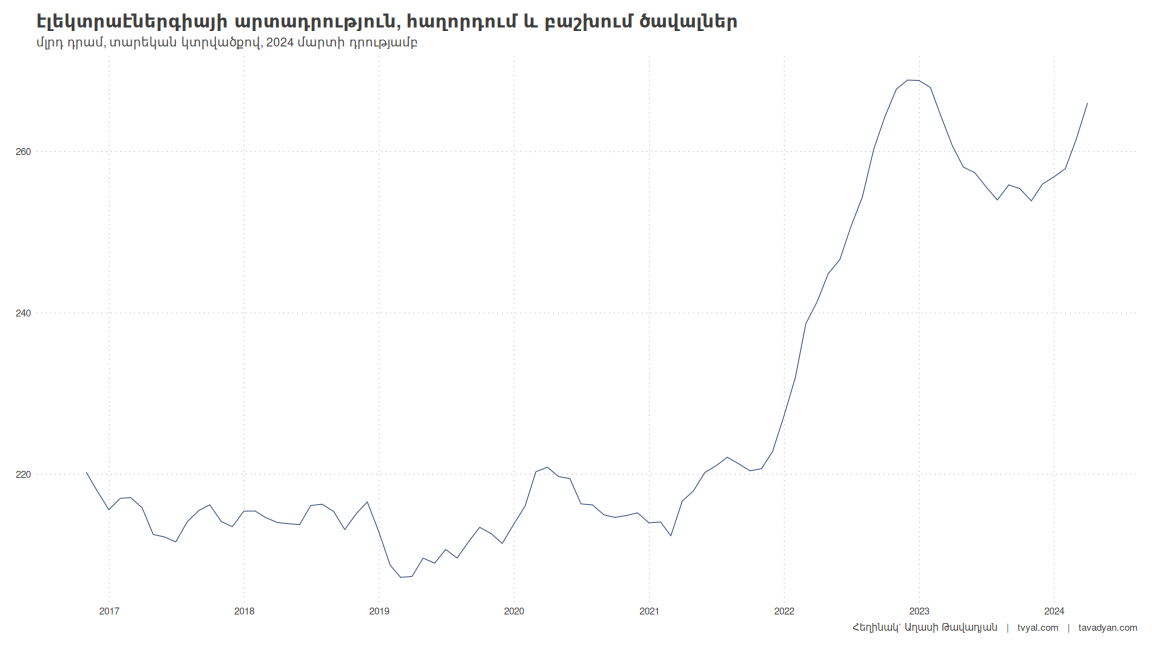 Էլեկտրաէներգիայի արտադրություն, հաղորդում և բաշխում ծավալներ
մլրդ դրամ, տարեկան կտրվածքով, 2024 մարտի դրությամբ
260
240
220
2017 2018 2019 2020 2021 2022 2023 2024
Հեղինակ՝ Աղասի Թավադյան | tvyal.com | tavadyan.com